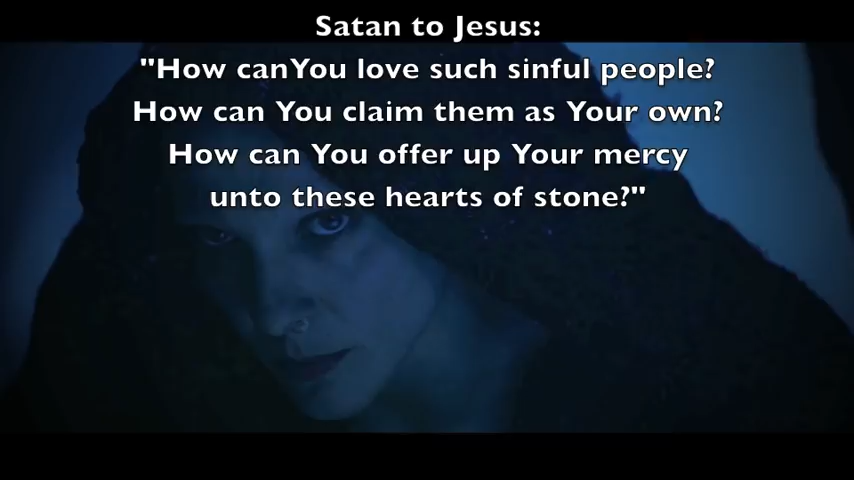 Satan to Jesus:
"How canYou love such sinful people?
How can You claim them as Your own?
How can You offer up Your mercy
unto these hearts of stone?"